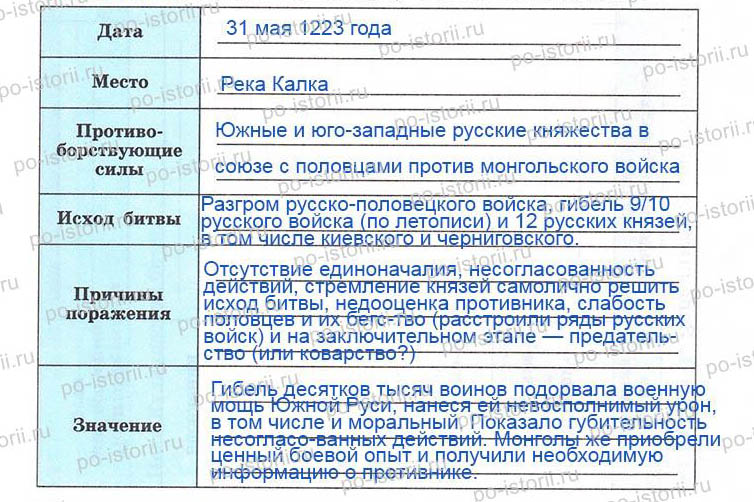 Дата
31 мая 1223 года
Место
Река Калка
Противо-
борствующие
силы
Южные и юго-западные русские княжества в
союзе с половцами против монгольского войска
Исход битвы
Разгром русско-половецкого войска, гибель 9/10
русского войска (по летописи) и 12 русских князей,
в том числе киевского и черниговского.
Причины
поражения
Отсутствие единоначалия, несогласованность
действий, стремление князей самолично решить
исход битвы, недооценка противника, слабость
половцев и их бегс-тво (расстроили ряды русских
войск) и на заключительном этапе — предатель-
ство (или коварство?)
Значение
Гибель десятков тысяч воинов подорвала военную
мощь Южной Руси, нанеся ей невосполнимый урон,
в том числе и моральный. Показало губительность
несогласо-ванных действий. Монголы же приобрели
ценный боевой опыт и получили необходимую
информацию о противнике.
po-istorii.ru